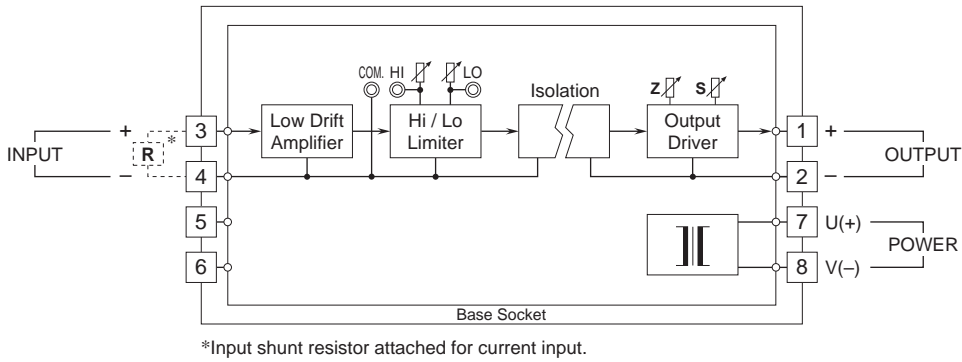 COM. HI LO
Isolation
Z S
INPUT
+
–
R
*
3
4
5
6
Low Drift
Amplifier
Hi / Lo
Limiter
Output
Driver
1 +
2 –
OUTPUT
7 U(+)
8 V(–)
POWER
Base Socket
*Input shunt resistor attached for current input.